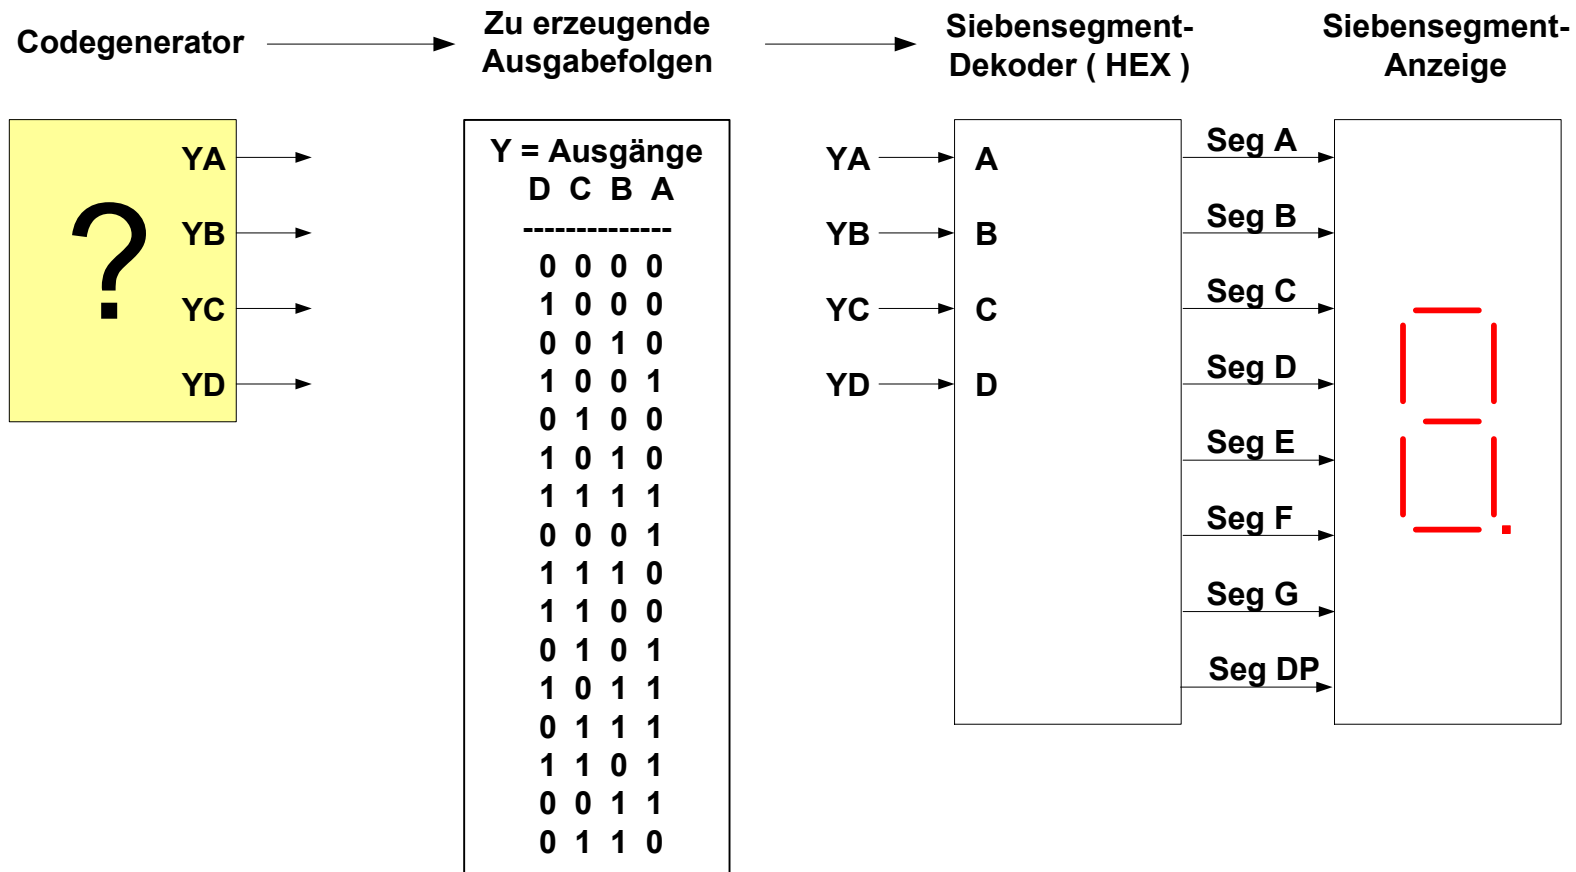 Codegenerator
Zu erzeugende
Ausgabefolgen
Siebensegment-
Dekoder ( HEX )
Siebensegment-
Anzeige
?
YA
YB
YC
YD
Y = Ausgänge
D C B A
--------------
0 0 0 0
1 0 0 0
0 0 1 0
1 0 0 1
0 1 0 0
1 0 1 0
1 1 1 1
0 0 0 1
1 1 1 0
1 1 0 0
0 1 0 1
1 0 1 1
0 1 1 1
1 1 0 1
0 0 1 1
0 1 1 0
YA
YB
YC
YD
A
B
C
D
Seg A
Seg B
Seg C
Seg D
Seg E
Seg F
Seg G
Seg DP
8.